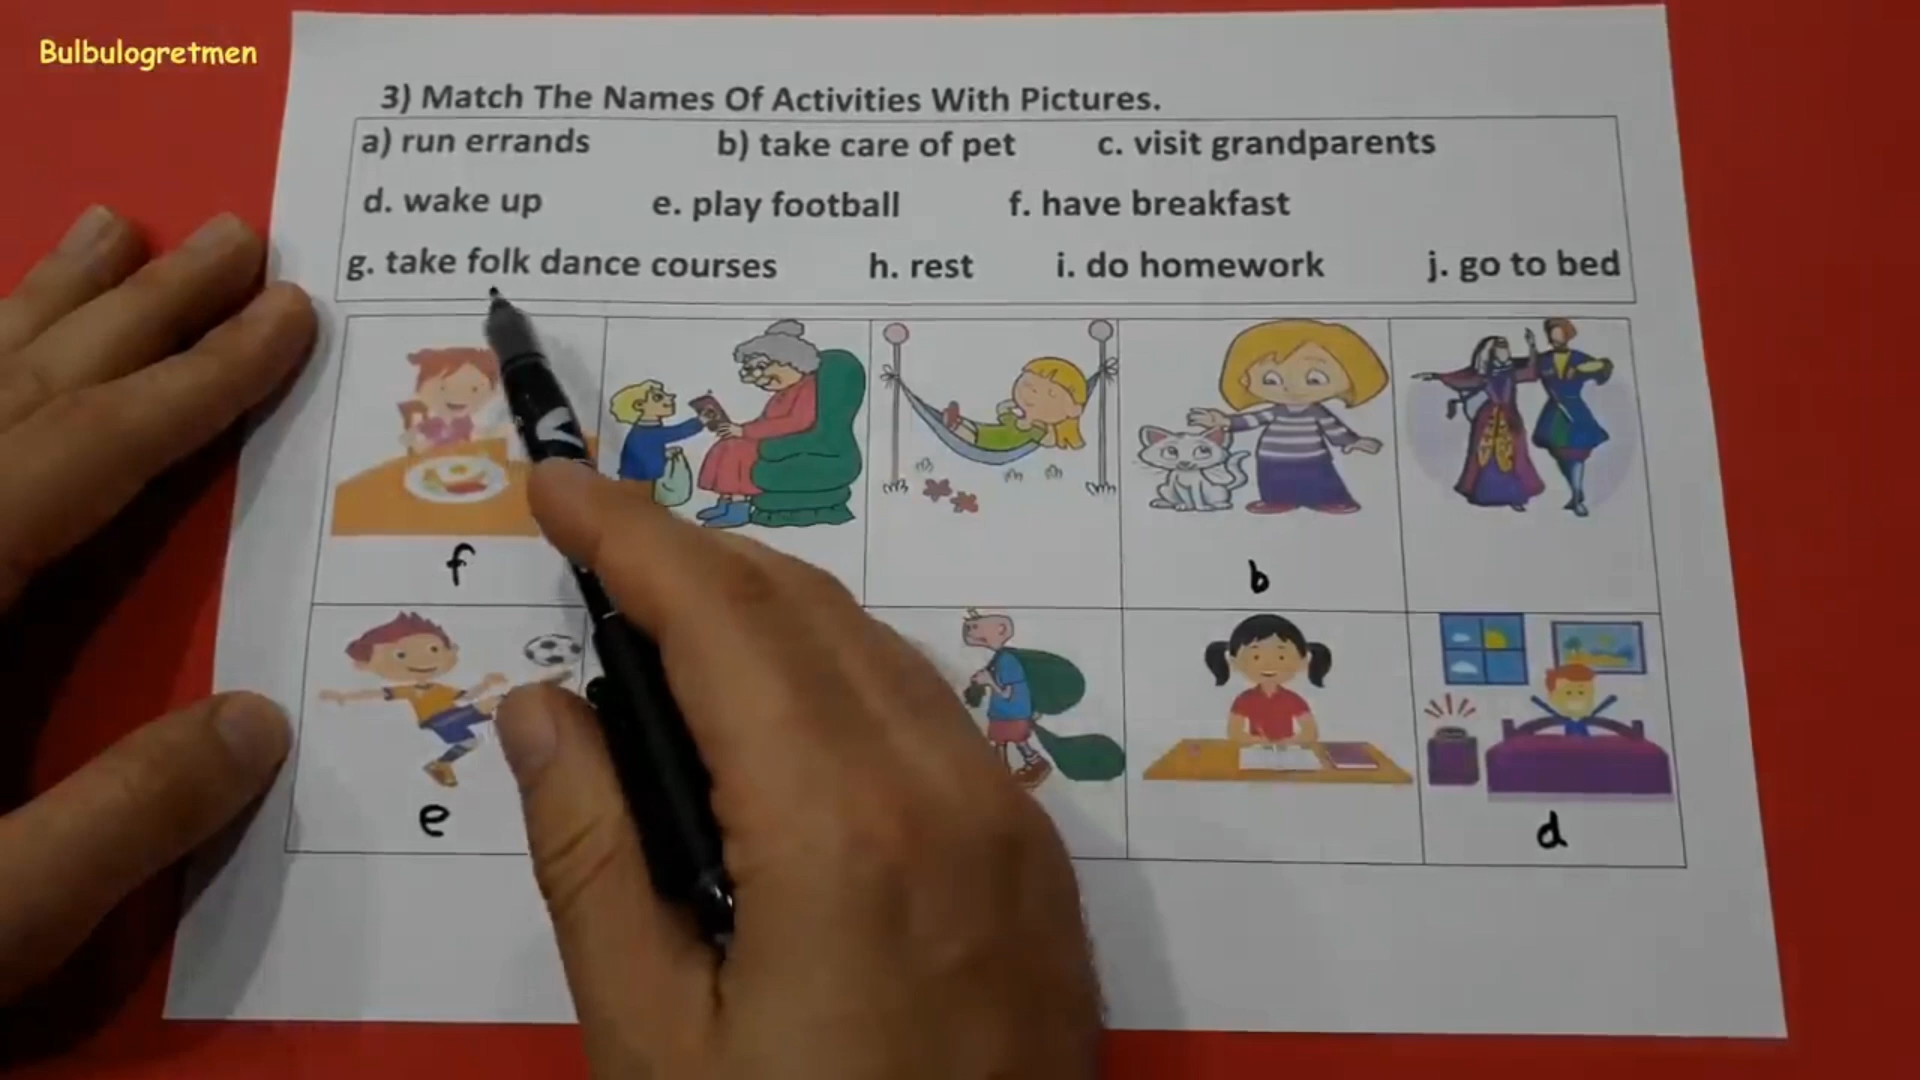 Bulbulogretmen
3) Match The Names Of Activities With Pictures.
a) run errands b) take care of pet c. visit grandparents
d. wake up e. play football f. have breakfast
g. take folk dance courses h. rest i. do homework j. go to bed
f b
e d